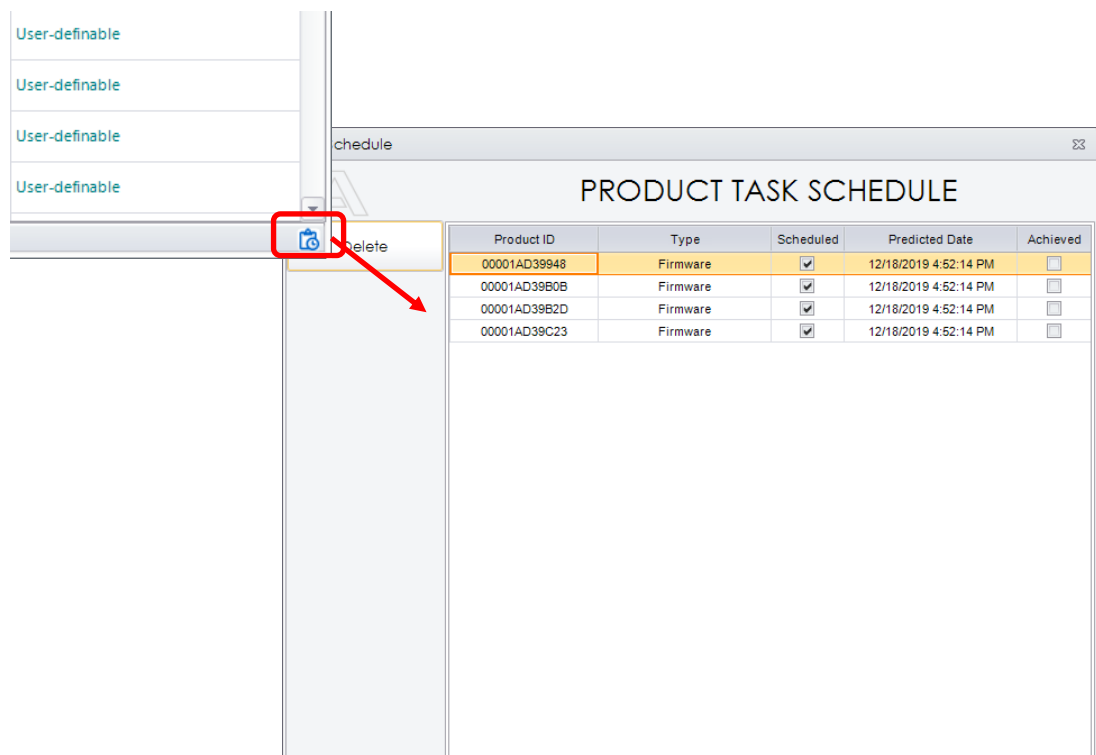 User-definable
User-definable
User-definable
User-definable
chedule
PRODUCT TASK SCHEDULE
Delete
Product ID Type Scheduled Predicted Date Achieved
00001AD39948 Firmware 12/18/2019 4:52:14 PM
00001AD39B0B Firmware 12/18/2019 4:52:14 PM
00001AD39B2D Firmware 12/18/2019 4:52:14 PM
00001AD39C23 Firmware 12/18/2019 4:52:14 PM